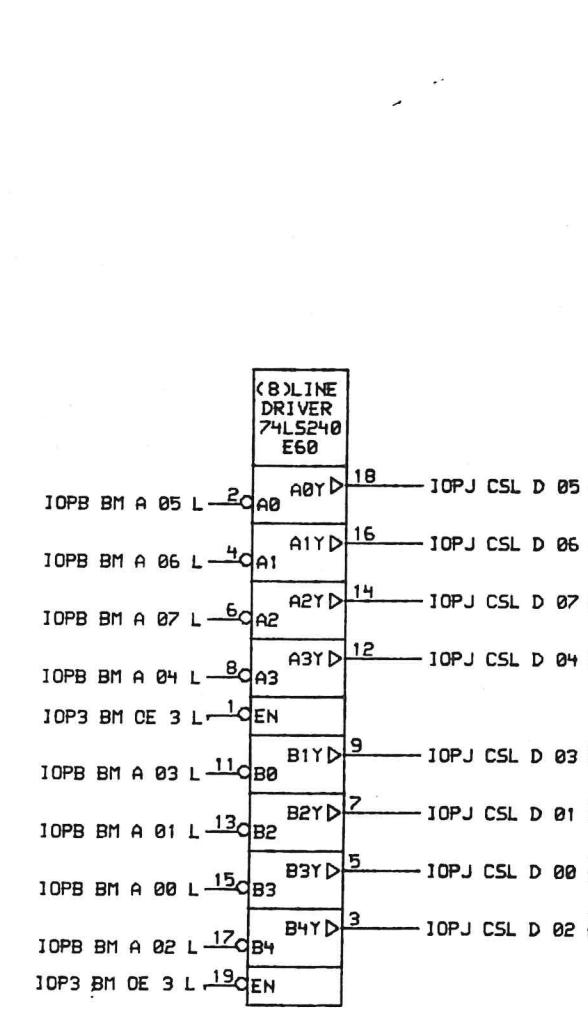 (8)LINE
DRIVER
74LS240
E60
IOPB BM A 05 L 2 A0 A0Y 18 IOPJ CSL D 05
IOPB BM A 06 L 4 A1 A1Y 16 IOPJ CSL D 06
IOPB BM A 07 L 6 A2 A2Y 14 IOPJ CSL D 07
IOPB BM A 04 L 8 A3 A3Y 12 IOPJ CSL D 04
IOP3 BM OE 3 L 1 EN
IOPB BM A 03 L 11 B0 B1Y 9 IOPJ CSL D 03
IOPB BM A 01 L 13 B2 B2Y 7 IOPJ CSL D 01
IOPB BM A 00 L 15 B3 B3Y 5 IOPJ CSL D 00
IOPB BM A 02 L 17 B4 B4Y 3 IOPJ CSL D 02
IOP3 BM OE 3 L 19 EN